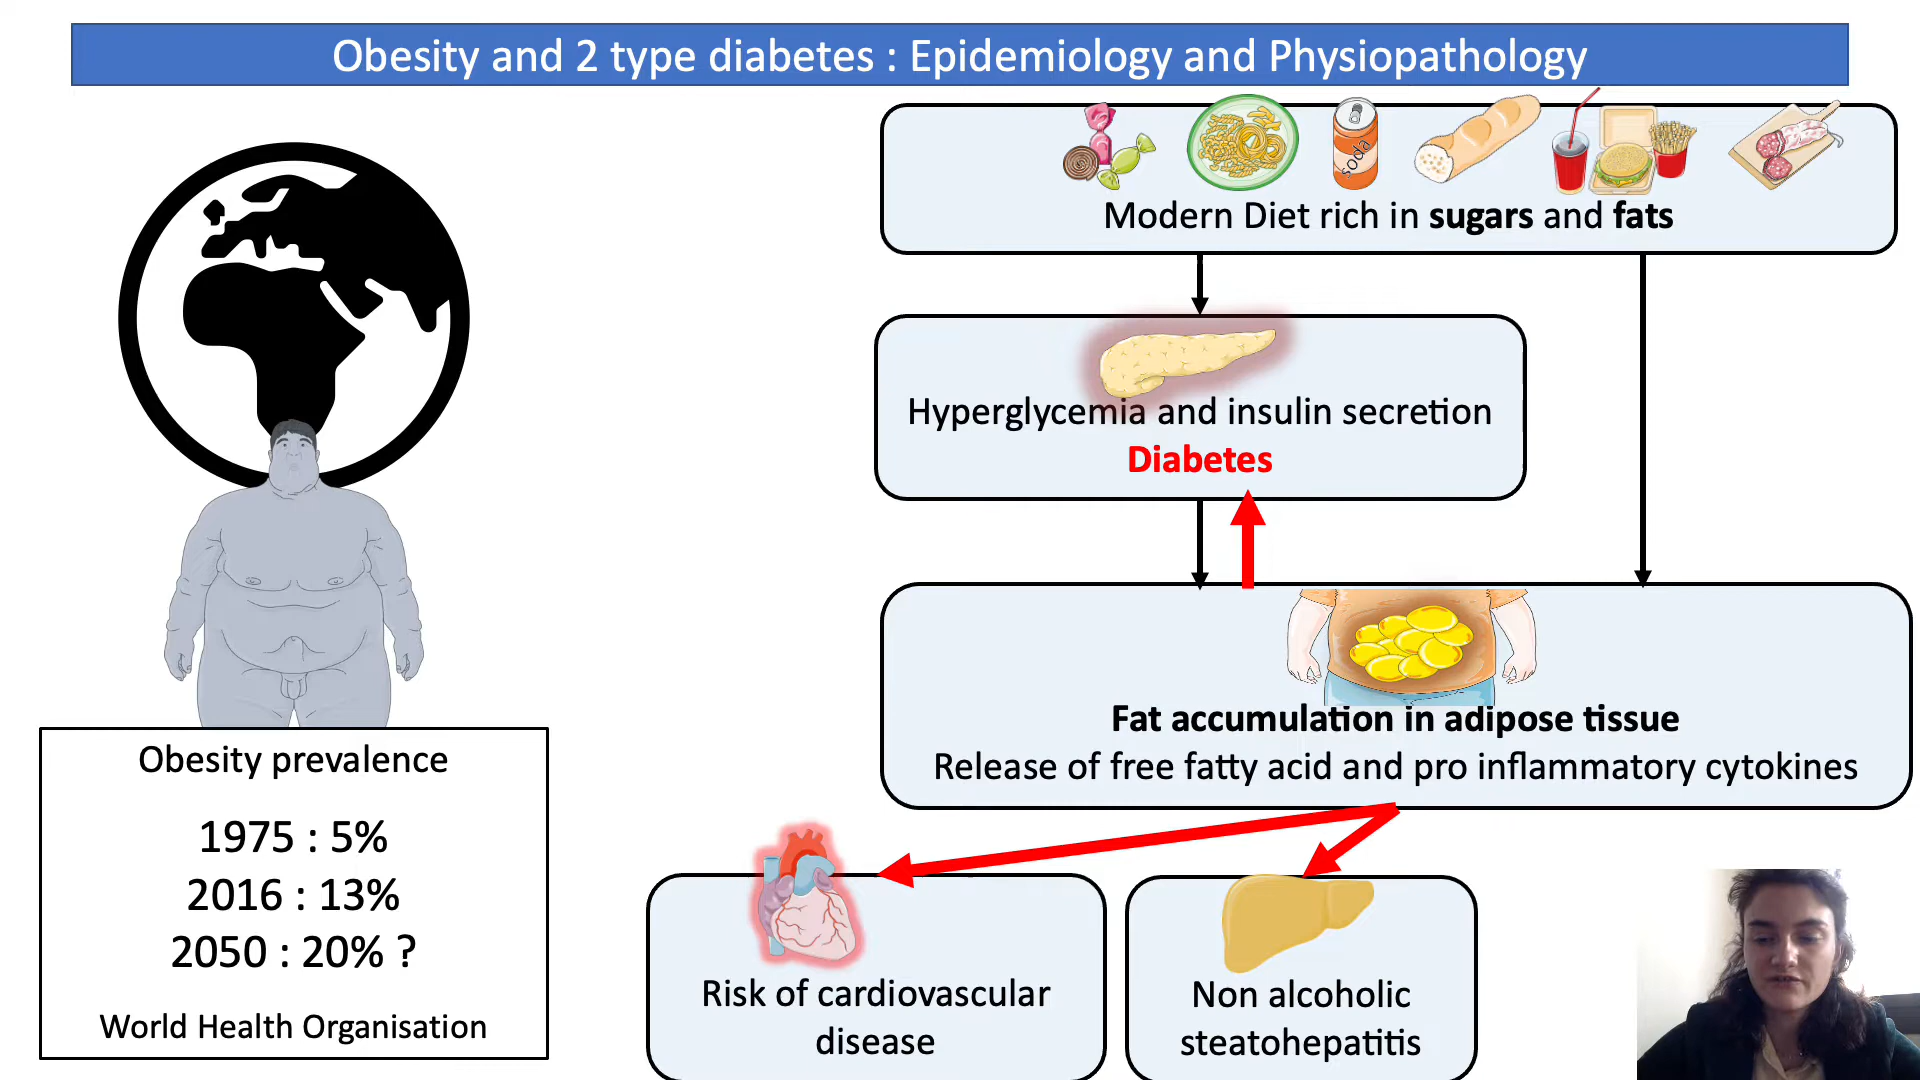 Obesity and 2 type diabetes : Epidemiology and Physiopathology
soda
Modern Diet rich in sugars and fats
Hyperglycemia and insulin secretion
Diabetes
Fat accumulation in adipose tissue
Release of free fatty acid and pro inflammatory cytokines
Obesity prevalence
1975 : 5%
2016 : 13%
2050 : 20% ?
World Health Organisation
Risk of cardiovascular
disease
Non alcoholic
steatohepatitis